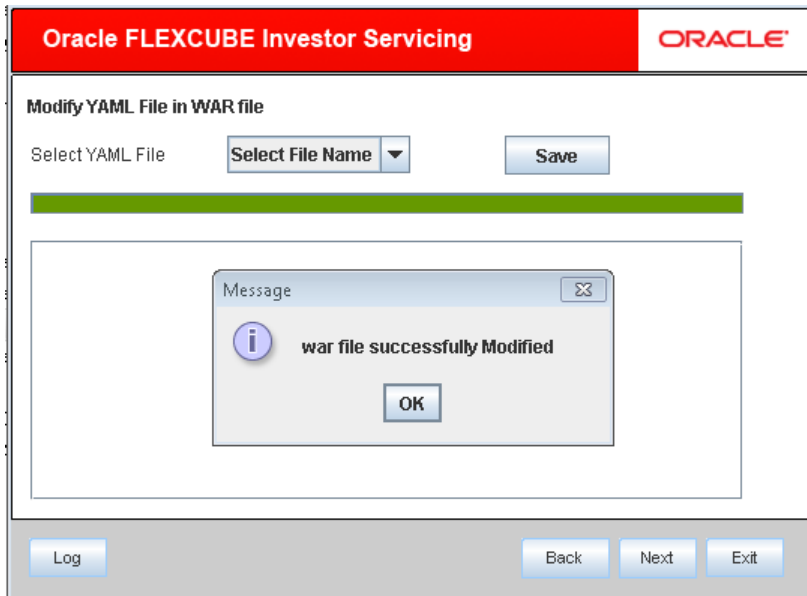 Oracle FLEXCUBE Investor Servicing
ORACLE
Modify YAML File in WAR file
Select YAML File
Select File Name
Save
Message
war file successfully Modified
OK
Log
Back
Next
Exit